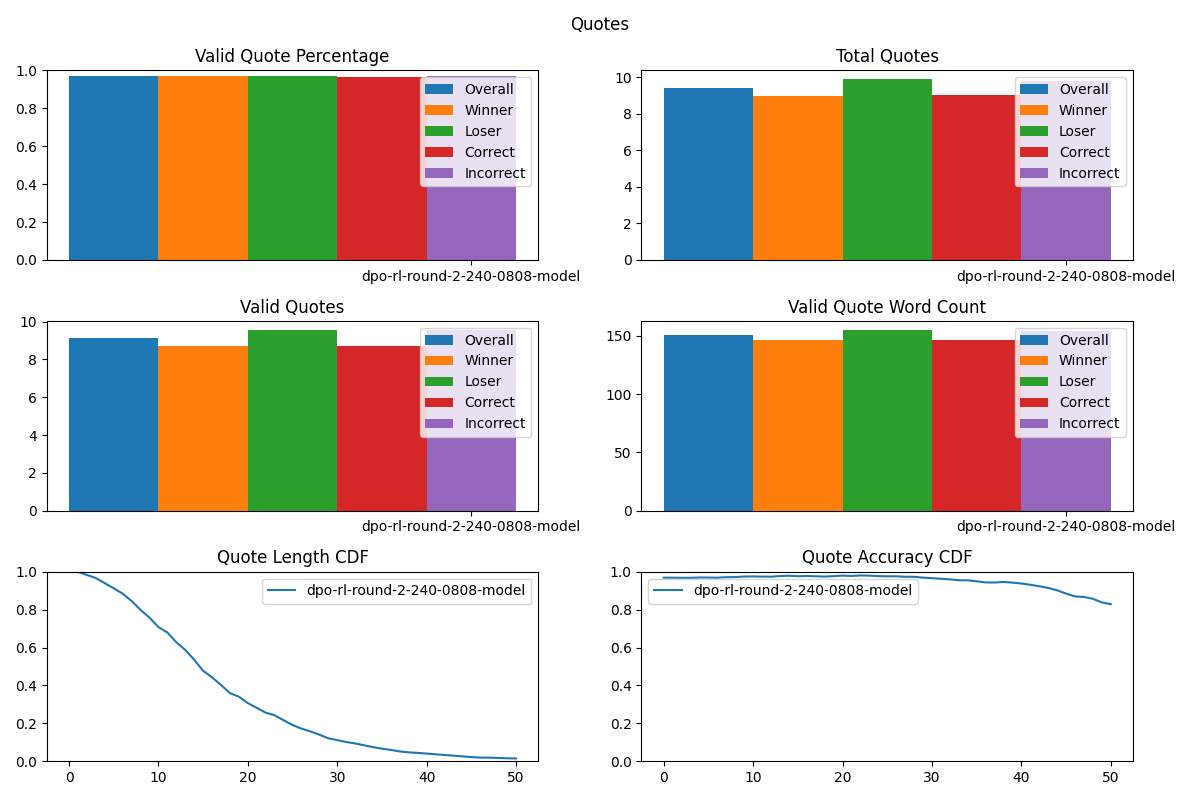 Quotes
Valid Quote Percentage
1.0
0.8
0.6
0.4
0.2
0.0
Overall
Winner
Loser
Correct
Incorrect
dpo-rl-round-2-240-0808-model
Total Quotes
10
8
6
4
2
0
Overall
Winner
Loser
Correct
Incorrect
dpo-rl-round-2-240-0808-model
Valid Quotes
10
8
6
4
2
0
Overall
Winner
Loser
Correct
Incorrect
dpo-rl-round-2-240-0808-model
Valid Quote Word Count
150
100
50
0
Overall
Winner
Loser
Correct
Incorrect
dpo-rl-round-2-240-0808-model
Quote Length CDF
1.0
0.8
0.6
0.4
0.2
0.0
dpo-rl-round-2-240-0808-model
0 10 20 30 40 50
Quote Accuracy CDF
1.0
0.8
0.6
0.4
0.2
0.0
dpo-rl-round-2-240-0808-model
0 10 20 30 40 50